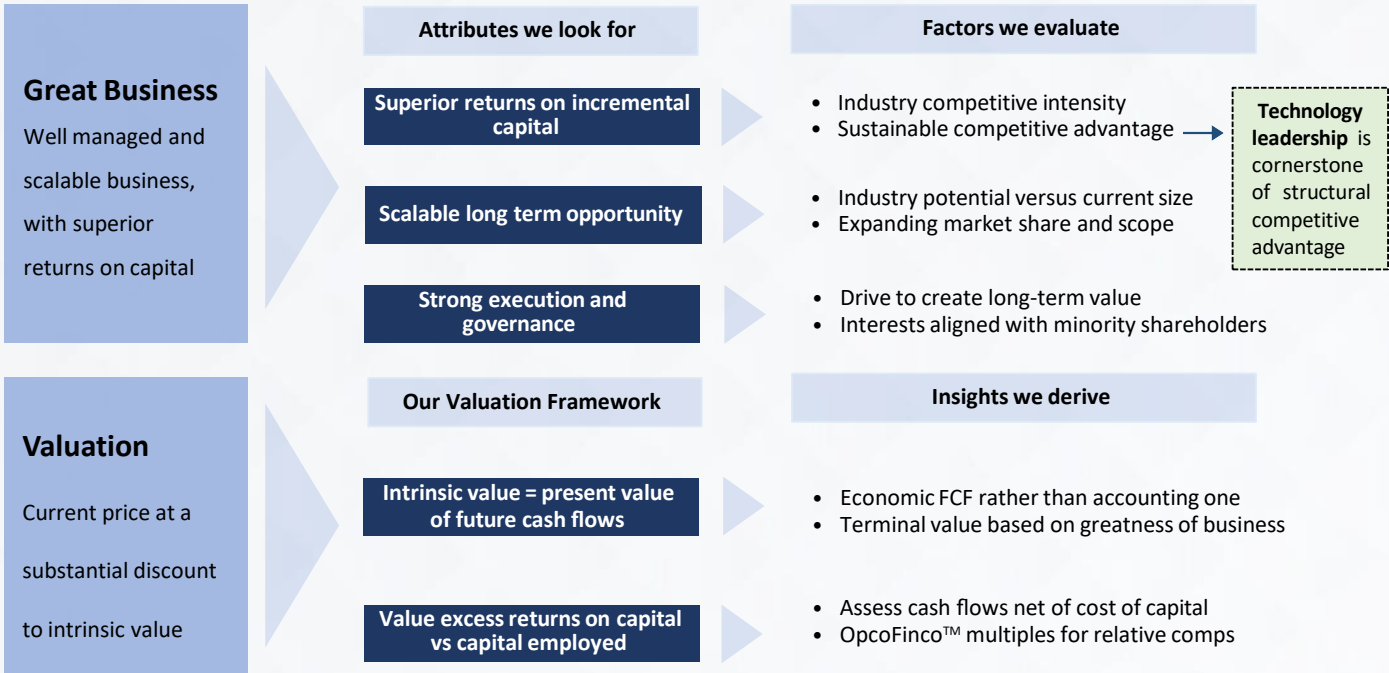 Great Business
Well managed and
scalable business,
with superior
returns on capital
Attributes we look for
Factors we evaluate
Superior returns on incremental
capital
• Industry competitive intensity
• Sustainable competitive advantage
Technology
leadership is
cornerstone
of structural
competitive
advantage
Scalable long term opportunity
• Industry potential versus current size
• Expanding market share and scope
Strong execution and
governance
• Drive to create long-term value
• Interests aligned with minority shareholders
Valuation
Current price at a
substantial discount
to intrinsic value
Our Valuation Framework
Insights we derive
Intrinsic value = present value
of future cash flows
• Economic FCF rather than accounting one
• Terminal value based on greatness of business
Value excess returns on capital
vs capital employed
• Assess cash flows net of cost of capital
• OpcoFinco™ multiples for relative comps